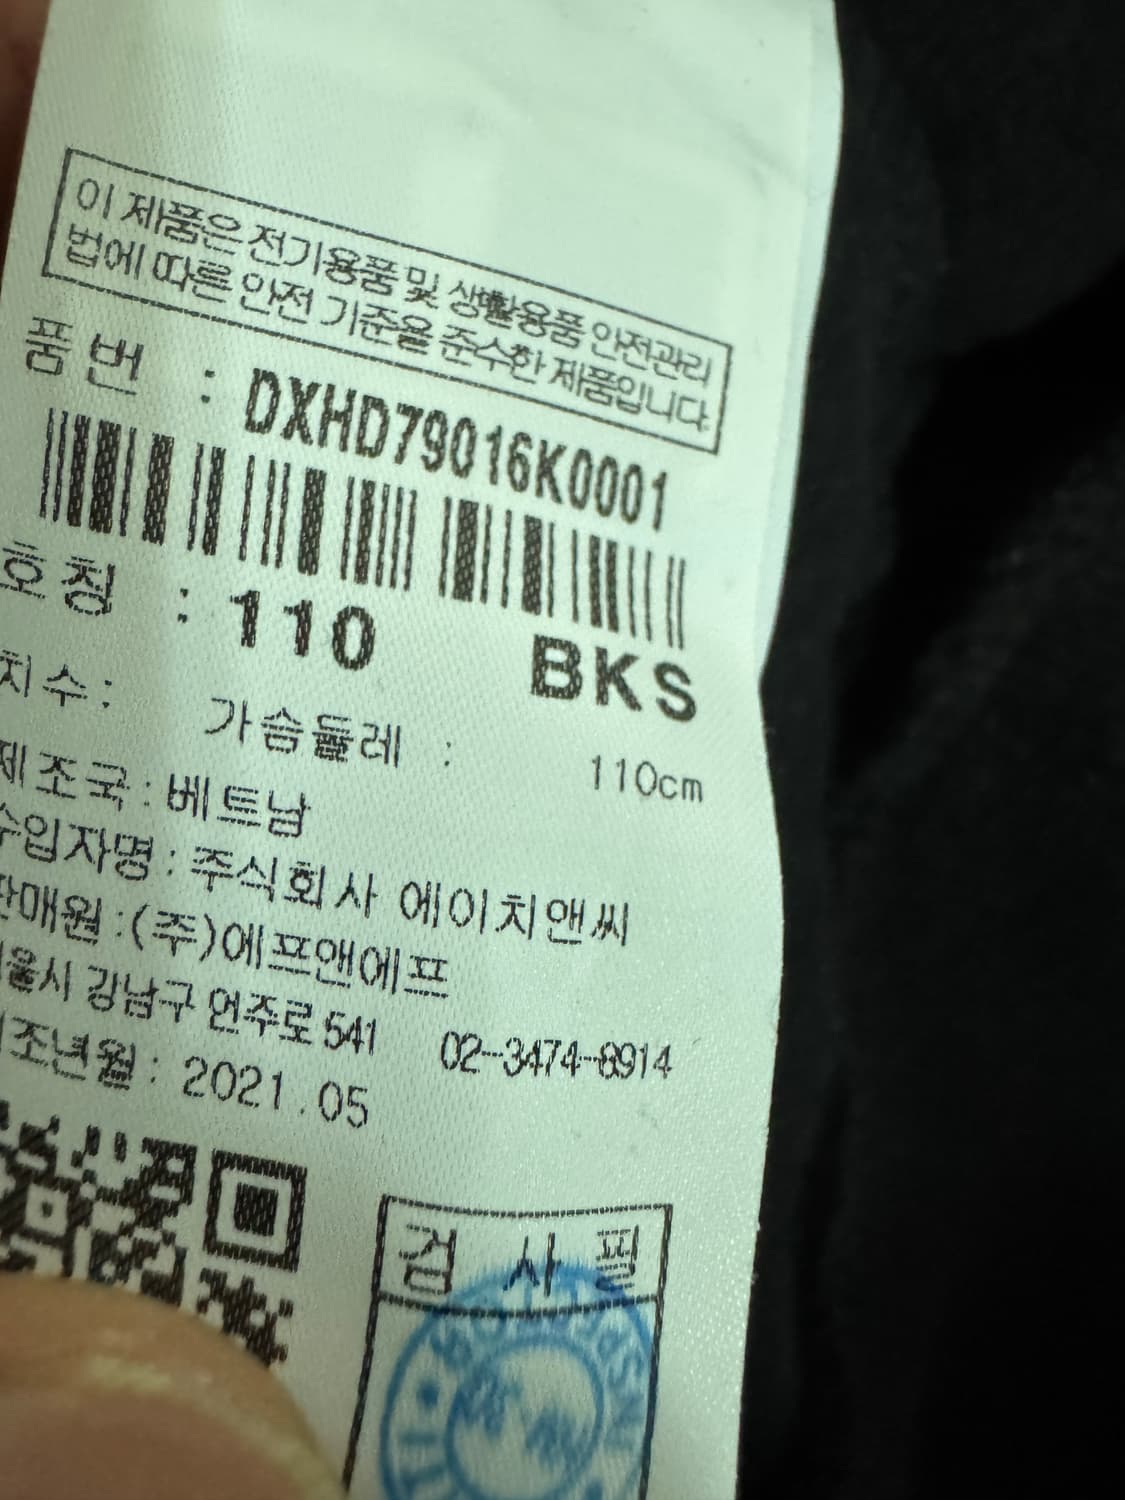 이 제품은 전기용품 및 생활용품 안전관리
법에 따른 안전 기준을 준수한 제품입니다.
품 번 : DXHD79016K0001
호 칭 : 110 BKS
치수: 가슴둘레 : 110cm
제조국 : 베트남
수입자명 : 주식회사 에이치앤씨
판매원 : (주)에프앤에프
서울시 강남구 언주로 541 02-3474-8914
제조년월 : 2021.05
검 사 필